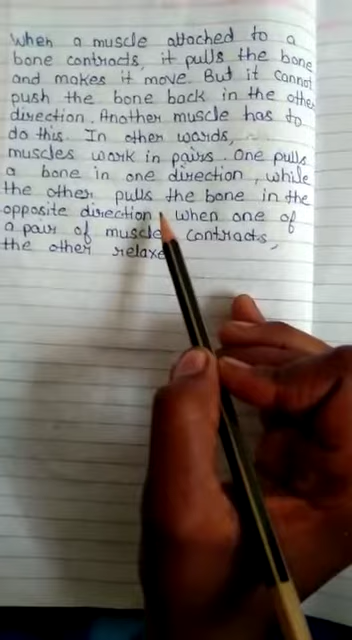 When a muscle attached to a
bone contracts, it pulls the bone
and makes it move. But it cannot
push the bone back in the other
direction. Another muscle has to
do this. In other words,
muscles work in pairs. One pulls
a bone in one direction, while
the other pulls the bone in the
opposite direction, when one of
a pair of muscle contracts,
the other relaxe